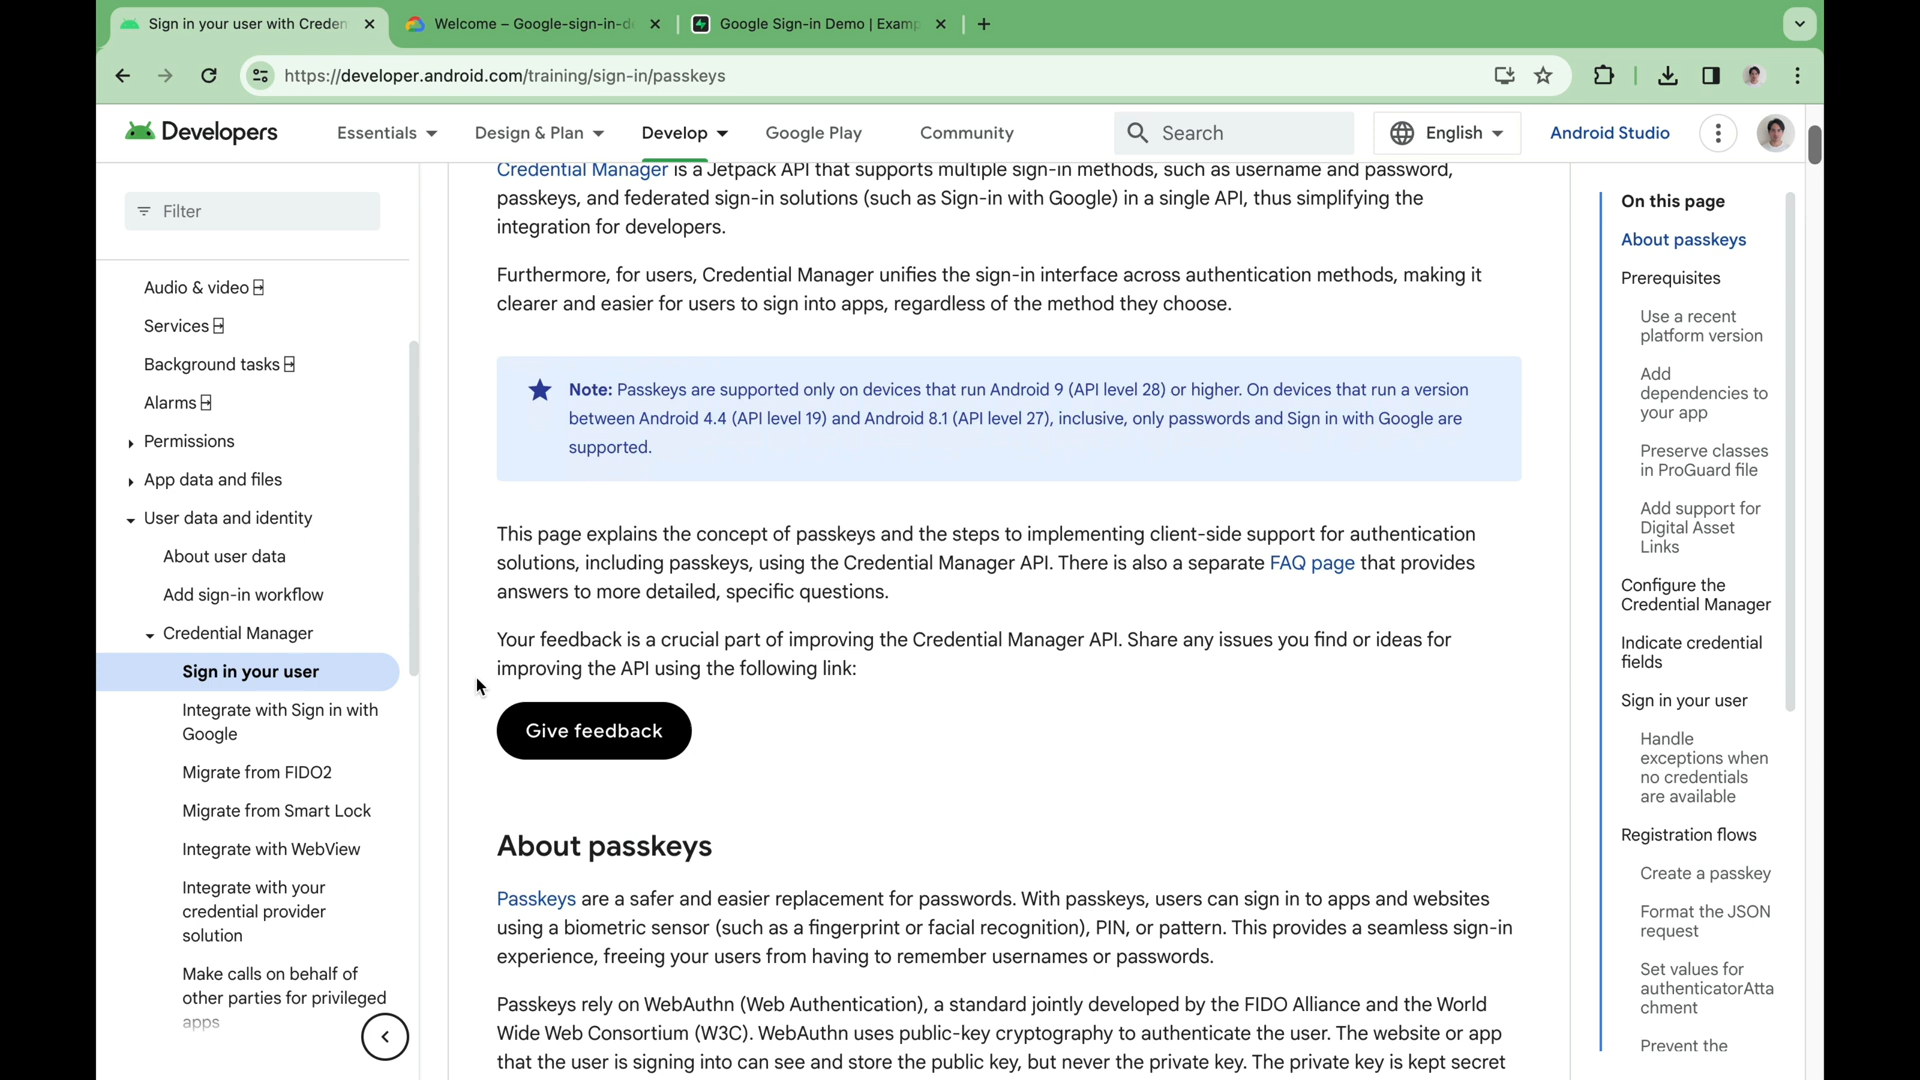 Sign in your user with Creden
Welcome – Google-sign-in-d
Google Sign-in Demo | Examp
https://developer.android.com/training/sign-in/passkeys
Developers
Essentials
Design & Plan
Develop
Google Play
Community
Search
English
Android Studio
Filter
Audio & video
Services
Background tasks
Alarms
Permissions
App data and files
User data and identity
About user data
Add sign-in workflow
Credential Manager
Sign in your user
Integrate with Sign in with
Google
Migrate from FIDO2
Migrate from Smart Lock
Integrate with WebView
Integrate with your
credential provider
solution
Make calls on behalf of
other parties for privileged
apps
Credential Manager is a Jetpack API that supports multiple sign-in methods, such as username and password,
passkeys, and federated sign-in solutions (such as Sign-in with Google) in a single API, thus simplifying the
integration for developers.
Furthermore, for users, Credential Manager unifies the sign-in interface across authentication methods, making it
clearer and easier for users to sign into apps, regardless of the method they choose.
Note: Passkeys are supported only on devices that run Android 9 (API level 28) or higher. On devices that run a version
between Android 4.4 (API level 19) and Android 8.1 (API level 27), inclusive, only passwords and Sign in with Google are
supported.
This page explains the concept of passkeys and the steps to implementing client-side support for authentication
solutions, including passkeys, using the Credential Manager API. There is also a separate FAQ page that provides
answers to more detailed, specific questions.
Your feedback is a crucial part of improving the Credential Manager API. Share any issues you find or ideas for
improving the API using the following link:
Give feedback
About passkeys
Passkeys are a safer and easier replacement for passwords. With passkeys, users can sign in to apps and websites
using a biometric sensor (such as a fingerprint or facial recognition), PIN, or pattern. This provides a seamless sign-in
experience, freeing your users from having to remember usernames or passwords.
Passkeys rely on WebAuthn (Web Authentication), a standard jointly developed by the FIDO Alliance and the World
Wide Web Consortium (W3C). WebAuthn uses public-key cryptography to authenticate the user. The website or app
that the user is signing into can see and store the public key, but never the private key. The private key is kept secret
On this page
About passkeys
Prerequisites
Use a recent
platform version
Add
dependencies to
your app
Preserve classes
in ProGuard file
Add support for
Digital Asset
Links
Configure the
Credential Manager
Indicate credential
fields
Sign in your user
Handle
exceptions when
no credentials
are available
Registration flows
Create a passkey
Format the JSON
request
Set values for
authenticatorAtta
chment
Prevent the